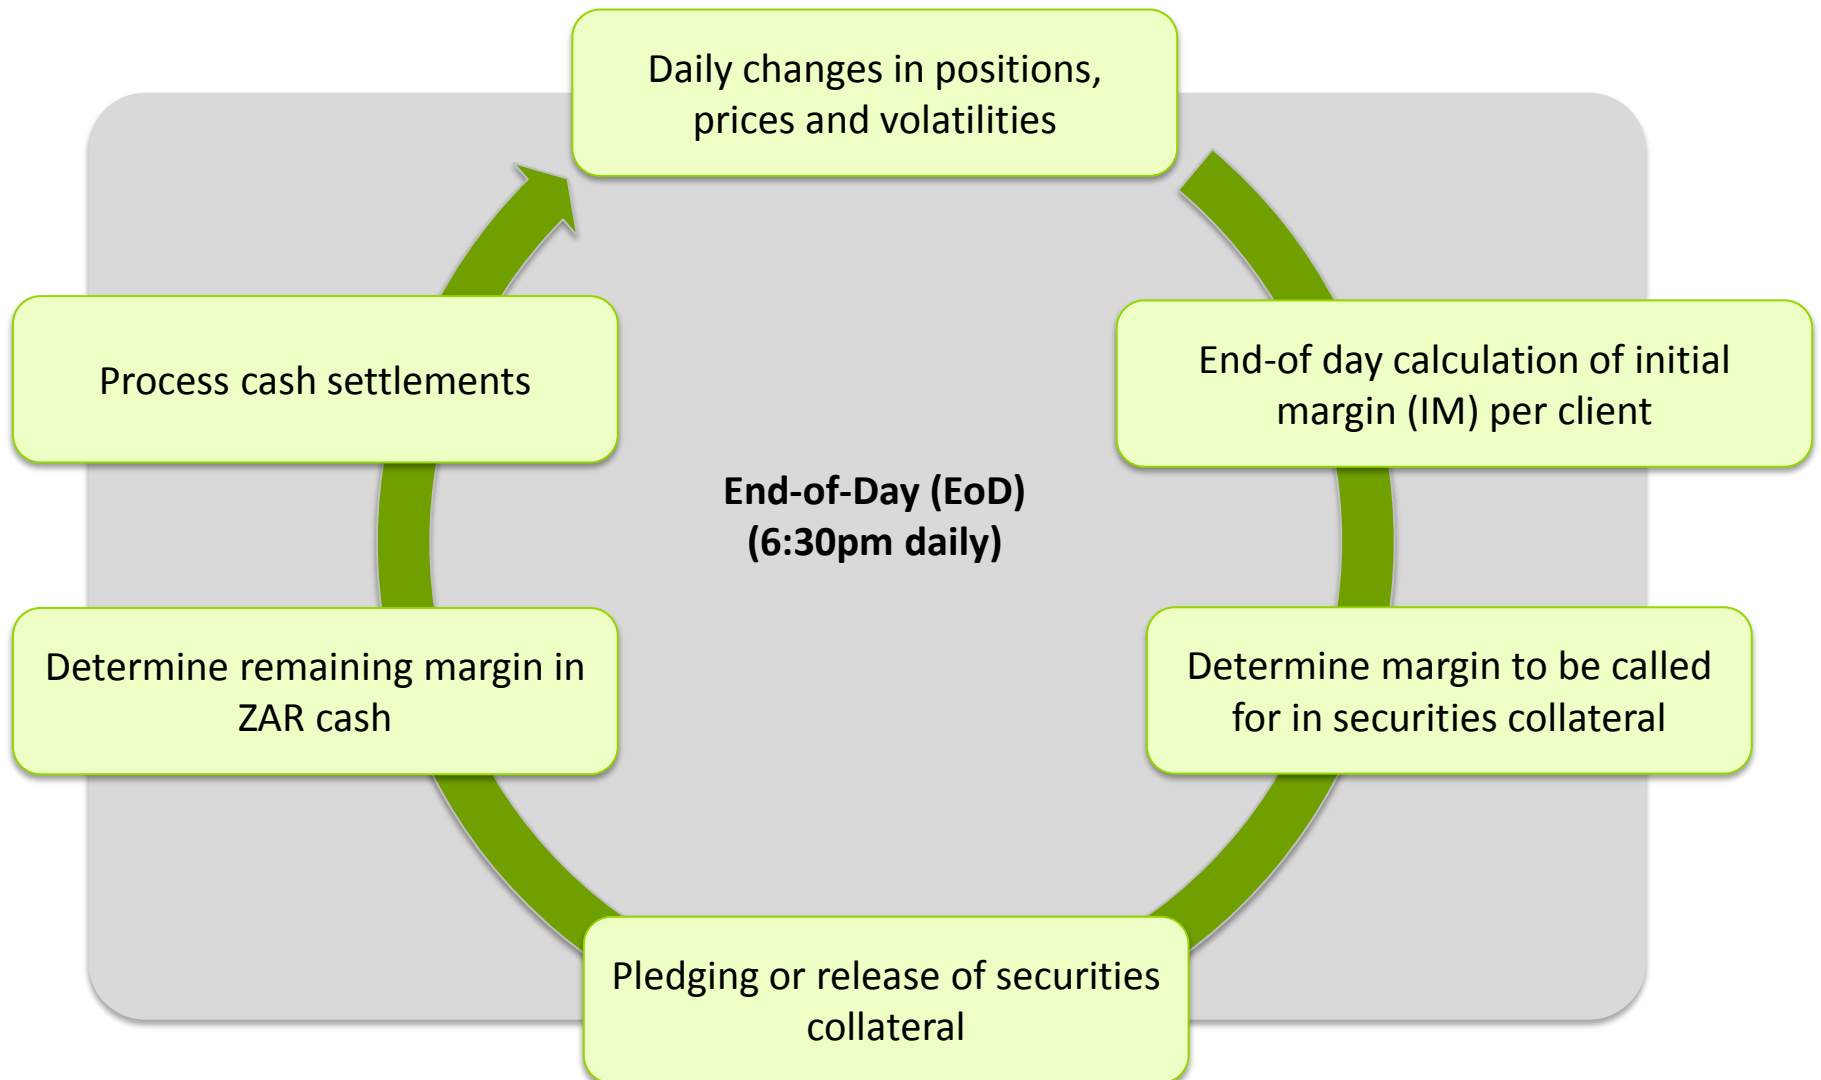 Daily changes in positions,
prices and volatilities
End-of day calculation of initial
margin (IM) per client
Determine margin to be called
for in securities collateral
Pledging or release of securities
collateral
Determine remaining margin in
ZAR cash
Process cash settlements
End-of-Day (EoD)
(6:30pm daily)